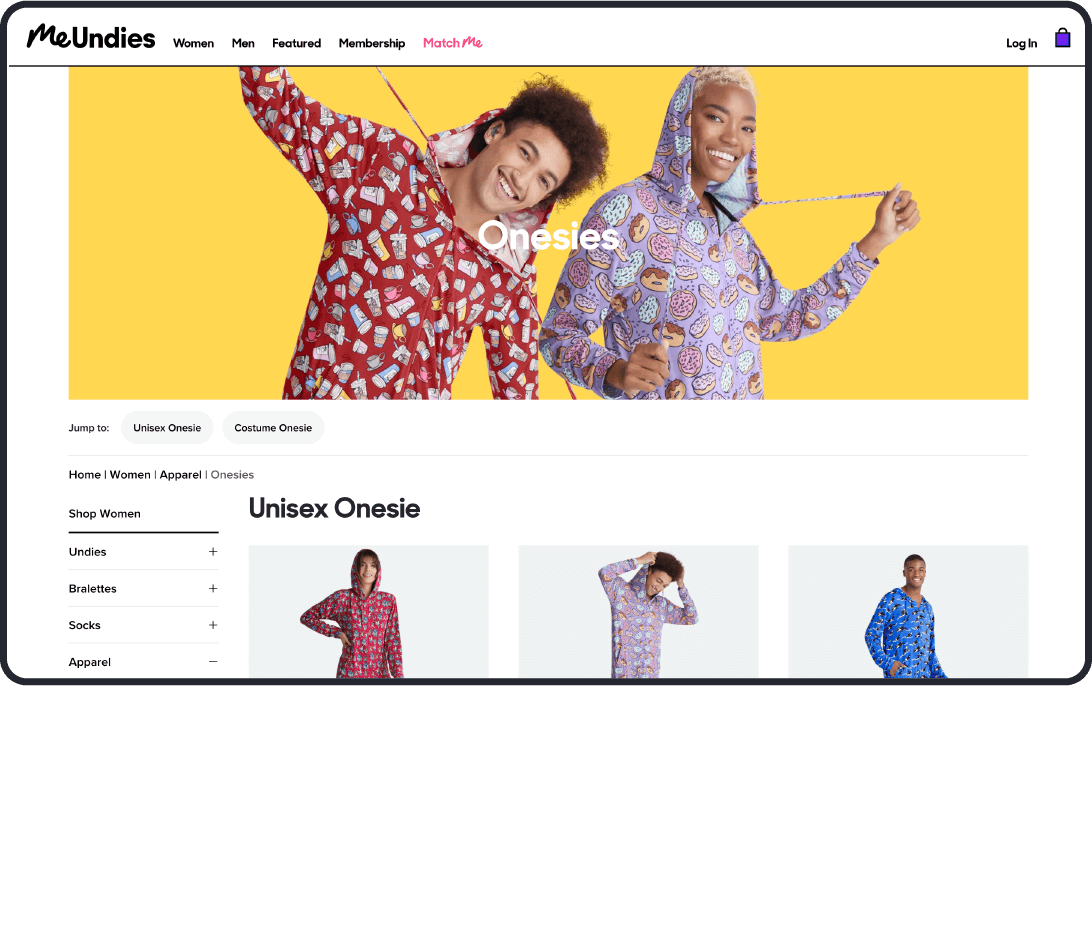 MeUndies Women Men Featured Membership Match Me Log In
Onesies
Jump to: Unisex Onesie Costume Onesie
Home | Women | Apparel | Onesies
Shop Women
Unisex Onesie
Undies +
Bralettes +
Socks +
Apparel −